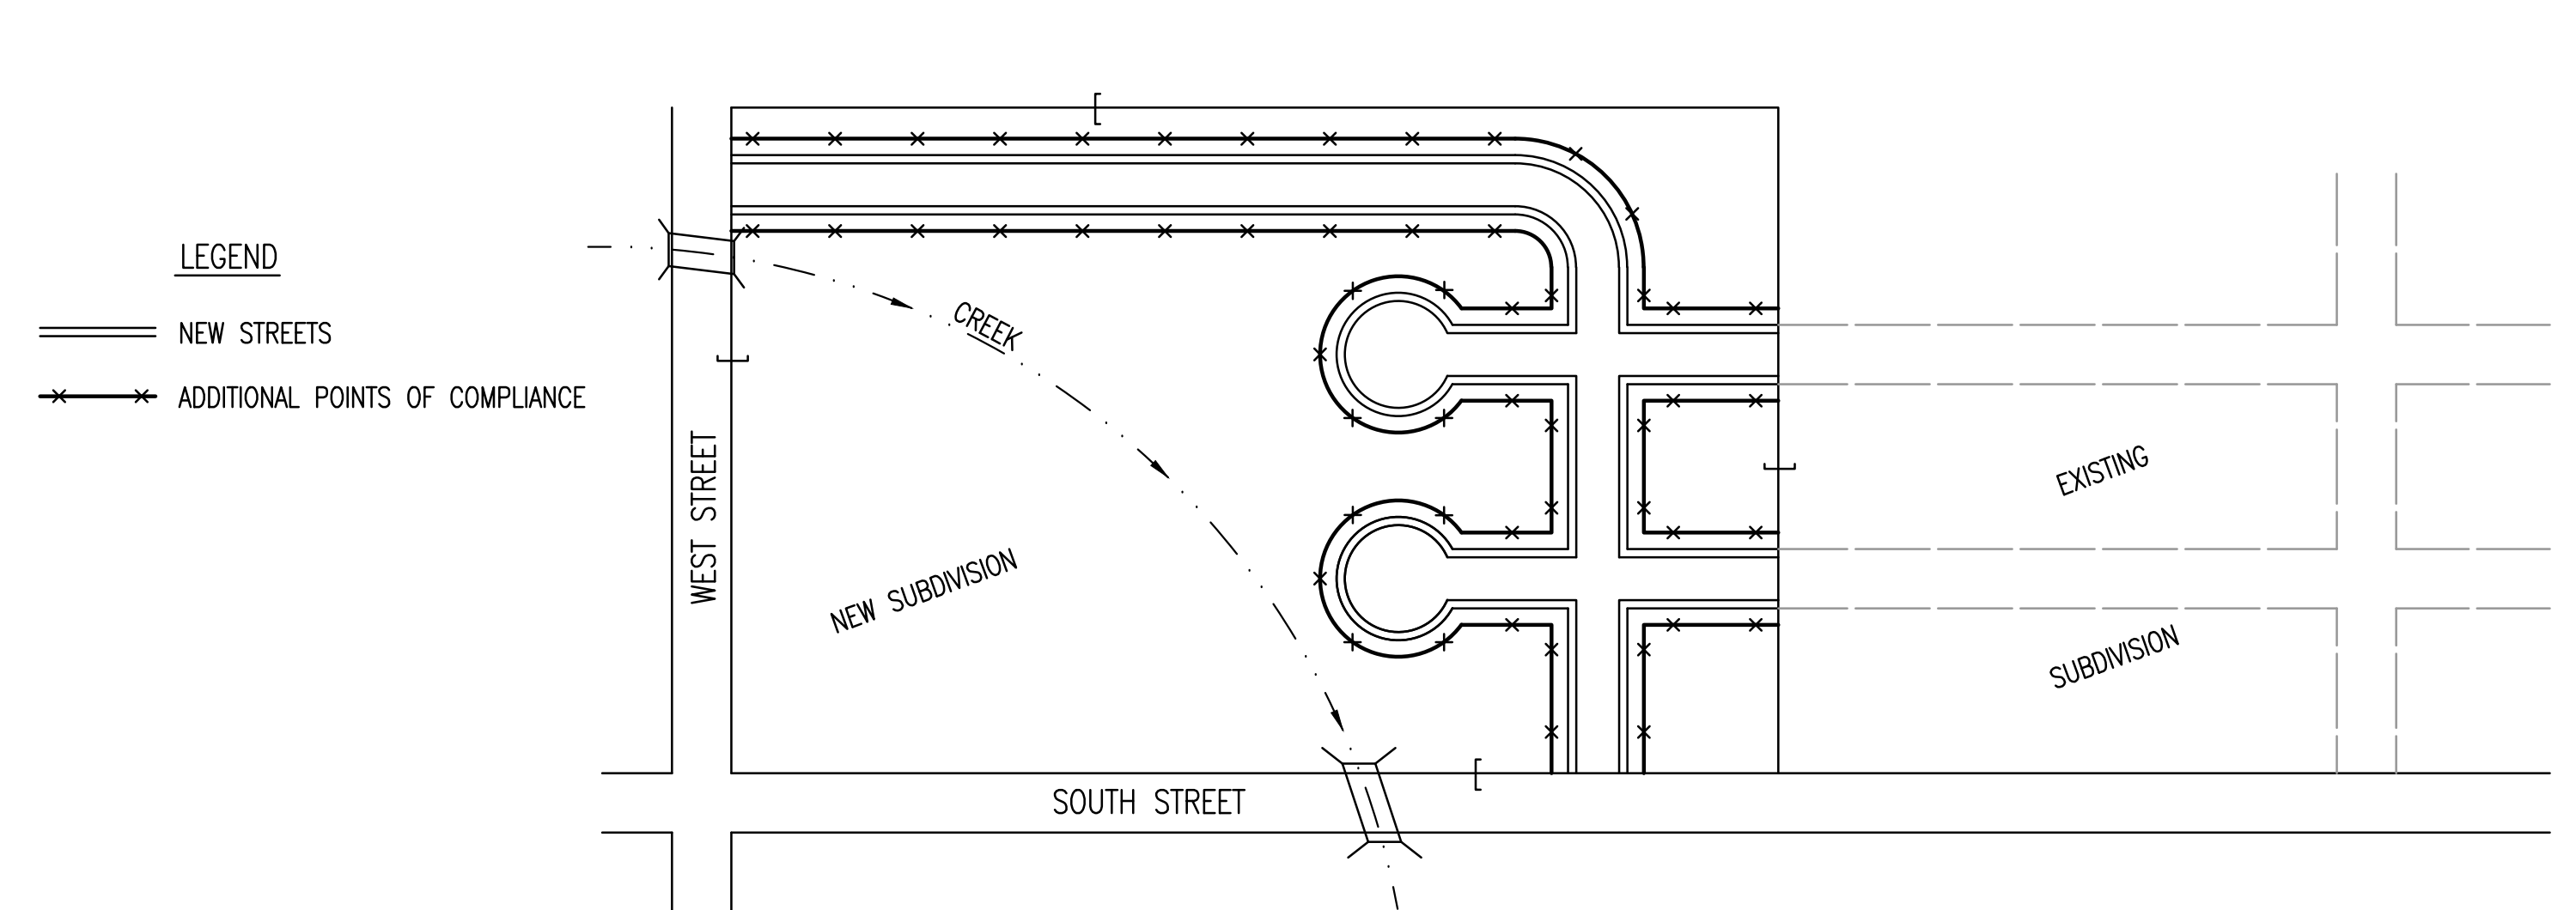 LEGEND
NEW STREETS
ADDITIONAL POINTS OF COMPLIANCE
CREEK
WEST STREET
NEW SUBDIVISION
EXISTING
SUBDIVISION
SOUTH STREET